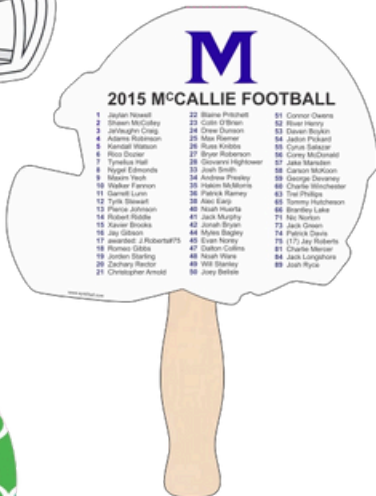 M
2015 McCALLIE FOOTBALL
1 Jaylan Nowell
2 Shawn McColley
3 JaVaughn Craig
4 Adams Robinson
5 Kendall Watson
6 Rico Dozier
7 Tynelius Hall
8 Nygel Edmonds
9 Maxim Yeoh
10 Walker Fannon
11 Garrett Lunn
12 Tyrik Stewart
13 Pierce Johnson
14 Robert Riddle
15 Xavier Brooks
16 Jay Gibson
17 awarded: J.Roberts#75
18 Romeo Gibbs
19 Jordan Starling
20 Zachary Rector
21 Christopher Arnold
22 Blaine Pritchett
23 Colin O'Brien
24 Drew Dunson
25 Max Riemer
26 Russ Knibbs
27 Bryer Roberson
28 Giovanni Hightower
33 Josh Smith
34 Andrew Presley
35 Hakim McMorris
36 Patrick Ramey
38 Alec Earp
40 Noah Huerta
41 Jack Murphy
42 Jonah Bryan
44 Myles Bagley
45 Evan Norey
47 Dalton Collins
48 Noah Ware
49 Will Stanley
50 Joey Belisle
51 Connor Owens
52 River Henry
53 Daven Boykin
54 Jadon Pickard
55 Cyrus Salazar
56 Corey McDonald
57 Jake Marsden
58 Carson McKoon
59 George Devaney
60 Charlie Winchester
63 Trei Phillips
65 Tommy Hutcheson
66 Brantley Lake
71 Nic Norton
73 Jack Green
74 Patrick Davis
75 (17) Jay Roberts
81 Charlie Mercer
84 Jack Longshore
89 Josh Ryce